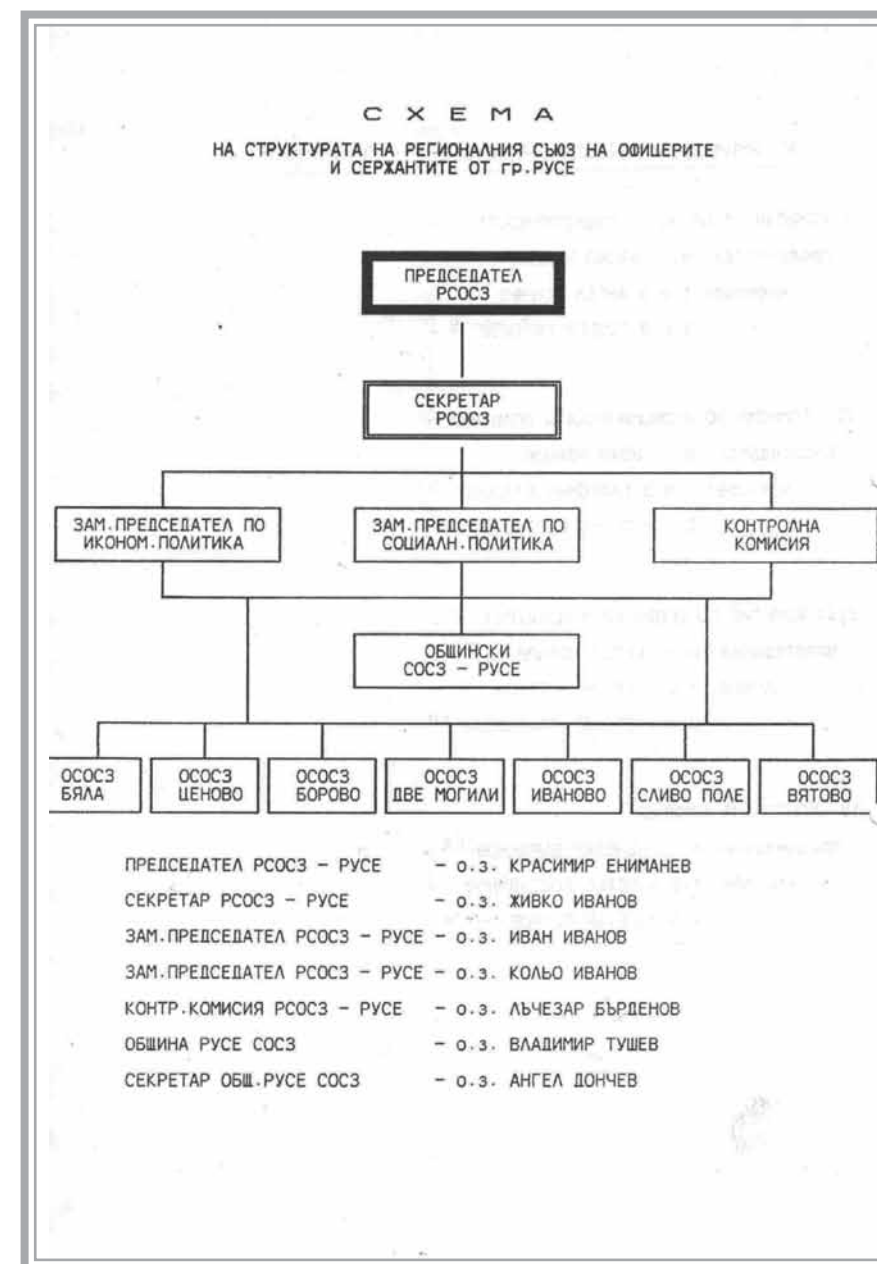 СХЕМА
НА СТРУКТУРАТА НА РЕГИОНАЛНИЯ СЪЮЗ НА ОФИЦЕРИТЕ
И СЕРЖАНТИТЕ ОТ гр.РУСЕ
ПРЕДСЕДАТЕЛ
РСОСЗ
СЕКРЕТАР
РСОСЗ
ЗАМ.ПРЕДСЕДАТЕЛ ПО
ИКОНОМ.ПОЛИТИКА
ЗАМ.ПРЕДСЕДАТЕЛ ПО
СОЦИАЛН.ПОЛИТИКА
КОНТРОЛНА
КОМИСИЯ
ОБЩИНСКИ
СОСЗ - РУСЕ
ОСОСЗ
БЯЛА
ОСОСЗ
ЦЕНОВО
ОСОСЗ
БОРОВО
ОСОСЗ
ДВЕ МОГИЛИ
ОСОСЗ
ИВАНОВО
ОСОСЗ
СЛИВО ПОЛЕ
ОСОСЗ
ВЯТОВО
ПРЕДСЕДАТЕЛ РСОСЗ - РУСЕ - о.з. КРАСИМИР ЕНИМАНЕВ
СЕКРЕТАР РСОСЗ - РУСЕ - о.з. ЖИВКО ИВАНОВ
ЗАМ.ПРЕДСЕДАТЕЛ РСОСЗ - РУСЕ - о.з. ИВАН ИВАНОВ
ЗАМ.ПРЕДСЕДАТЕЛ РСОСЗ - РУСЕ - о.з. КОЛЬО ИВАНОВ
КОНТР.КОМИСИЯ РСОСЗ - РУСЕ - о.з. ЛЪЧЕЗАР БЪРДЕНОВ
ОБЩИНА РУСЕ СОСЗ - о.з. ВЛАДИМИР ТУШЕВ
СЕКРЕТАР ОБЩ.РУСЕ СОСЗ - о.з. АНГЕЛ ДОНЧЕВ